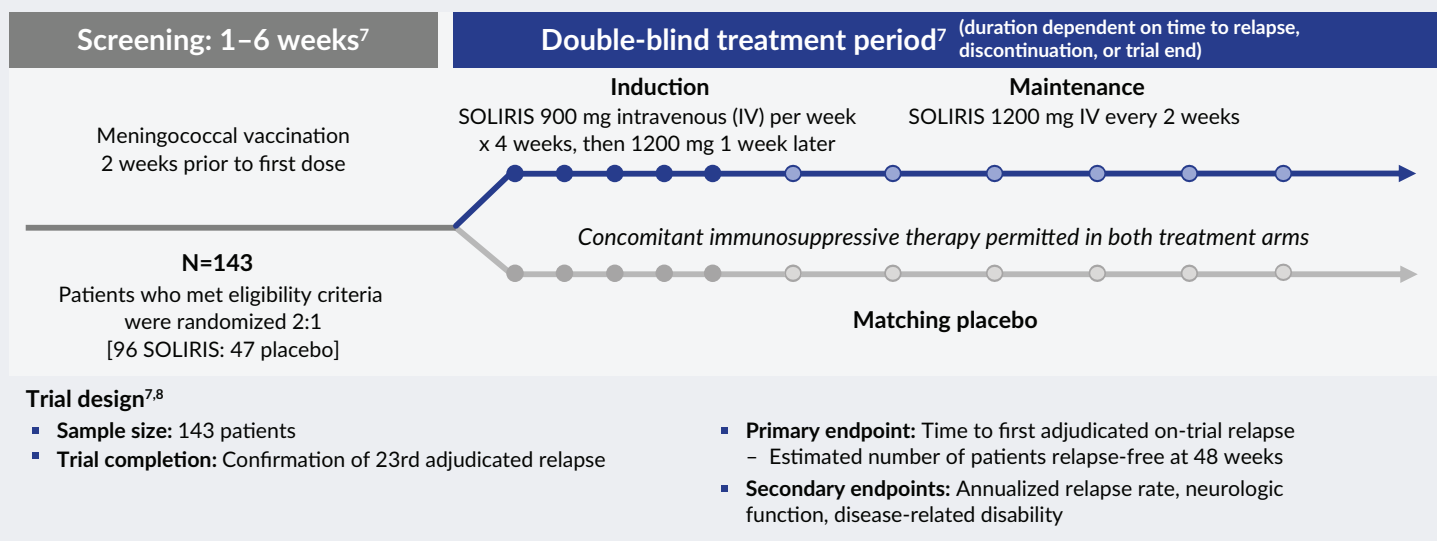 Screening: 1–6 weeks⁷
Double-blind treatment period⁷ (duration dependent on time to relapse,
discontinuation, or trial end)
Meningococcal vaccination
2 weeks prior to first dose
Induction
SOLIRIS 900 mg intravenous (IV) per week
x 4 weeks, then 1200 mg 1 week later
Maintenance
SOLIRIS 1200 mg IV every 2 weeks
Concomitant immunosuppressive therapy permitted in both treatment arms
N=143
Patients who met eligibility criteria
were randomized 2:1
[96 SOLIRIS: 47 placebo]
Matching placebo
Trial design⁷,⁸
▪ Sample size: 143 patients
▪ Trial completion: Confirmation of 23rd adjudicated relapse
▪ Primary endpoint: Time to first adjudicated on-trial relapse
– Estimated number of patients relapse-free at 48 weeks
▪ Secondary endpoints: Annualized relapse rate, neurologic
function, disease-related disability